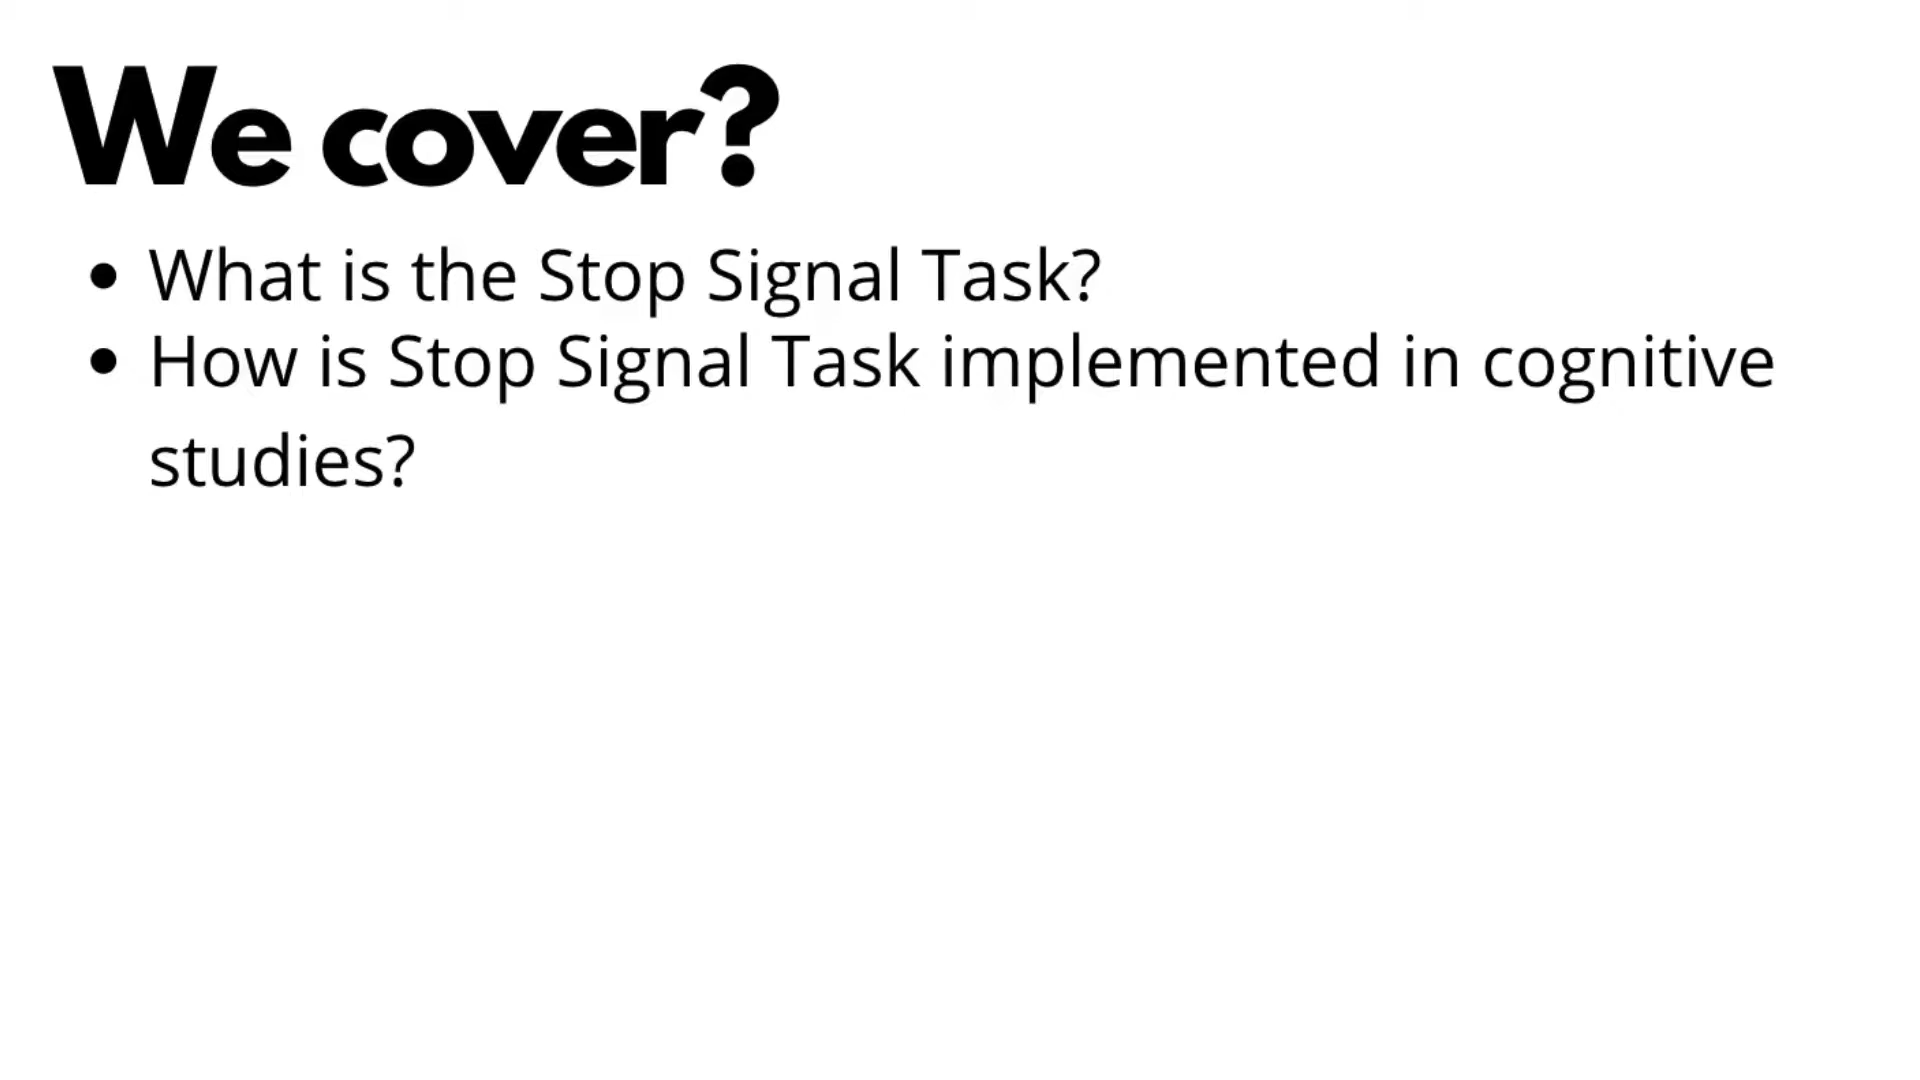 We cover?
• What is the Stop Signal Task?
• How is Stop Signal Task implemented in cognitive
studies?